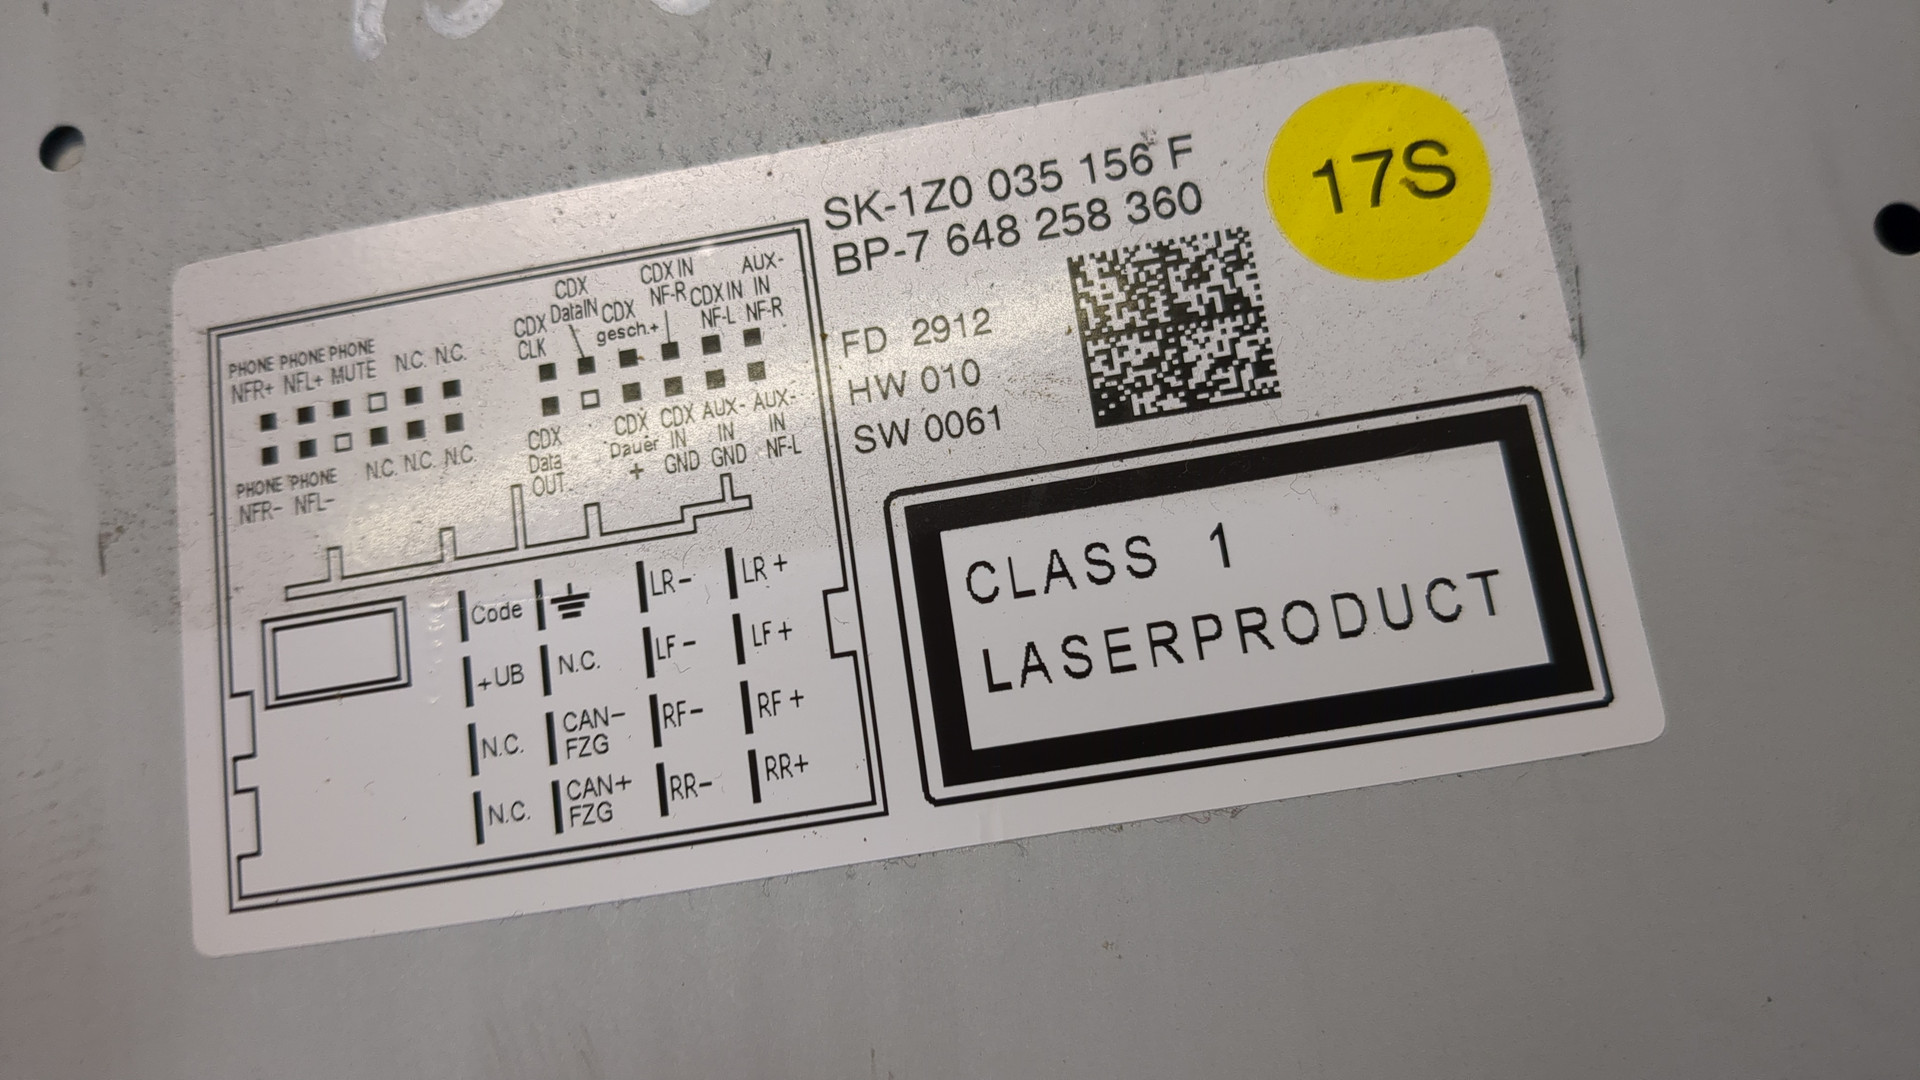 SK-1Z0 035 156 F
BP-7 648 258 360
17S
FD 2912
HW 010
SW 0061
CLASS 1
LASERPRODUCT
PHONE PHONE PHONE
NFR+ NFL+ MUTE N.C. N.C.
PHONE PHONE N.C. N.C. N.C.
NFR- NFL-
CDX CLK
CDX DataIN
CDX gesch.+
CDX IN NF-R
CDX IN NF-L
AUX-IN NF-R
CDX Data OUT
CDX Dauer +
CDX IN GND
AUX-IN GND
AUX-IN NF-L
Code LR- LR+
+UB N.C. LF- LF+
N.C. CAN- FZG RF- RF+
N.C. CAN+ FZG RR- RR+